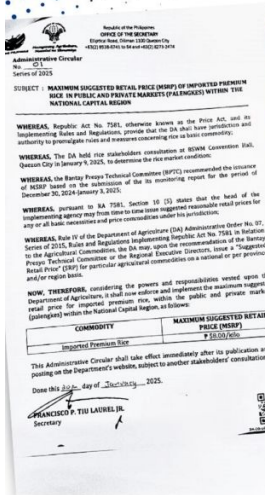 Republic of the Philippines
OFFICE OF THE SECRETARY
Elliptical Road, Diliman 1100 Quezon City
Administrative Circular
No. 01
Series of 2025
SUBJECT : MAXIMUM SUGGESTED RETAIL PRICE (MSRP) OF IMPORTED PREMIUM
RICE IN PUBLIC AND PRIVATE MARKETS (PALENGKES) WITHIN THE
NATIONAL CAPITAL REGION
WHEREAS, Republic Act No. 7581, otherwise known as the Price Act, and its
Implementing Rules and Regulations, provide that the DA shall have jurisdiction and
authority to promulgate rules and measures concerning rice as basic commodity;
WHEREAS, The DA held rice stakeholders consultation at BSWM Convention Hall,
Quezon City in January 9, 2025, to determine the rice market condition;
WHEREAS, the Bantay Presyo Technical Committee (BPTC) recommended the issuance
of MSRP based on the submission of its monitoring report for the period of
December 30, 2024-January 3, 2025;
WHEREAS, pursuant to RA 7581, Section 10 (5) states that the head of the
implementing agency may from time to time issue suggested reasonable retail prices for
any or all basic necessities and price commodities under his jurisdiction;
WHEREAS, Rule IV of the Department of Agriculture (DA) Administrative Order No. 07,
Series of 2015, Rules and Regulations Implementing Republic Act No. 7581 in Relation
to the Agricultural Commodities, the DA may, upon the recommendation of the Bantay
Presyo Technical Committee or the Regional Executive Directors, issue a "Suggested
Retail Price" (SRP) for particular agricultural commodities on a national or per province
and/or region basis.
NOW, THEREFORE, considering the powers and responsibilities vested upon
Department of Agriculture, it shall now enforce and implement the maximum suggest
retail price for imported premium rice, within the public and private mark
(palengkes) within the National Capital Region, as follows:
COMMODITY MAXIMUM SUGGESTED RETAIL
PRICE (MSRP)
Imported Premium Rice ₱ 58.00/kilo
This Administrative Circular shall take effect immediately after its publication an
posting on the Department's website, subject to another stakeholders' consultation
Done this day of January 2025.
FRANCISCO P. TIU LAUREL JR.
Secretary